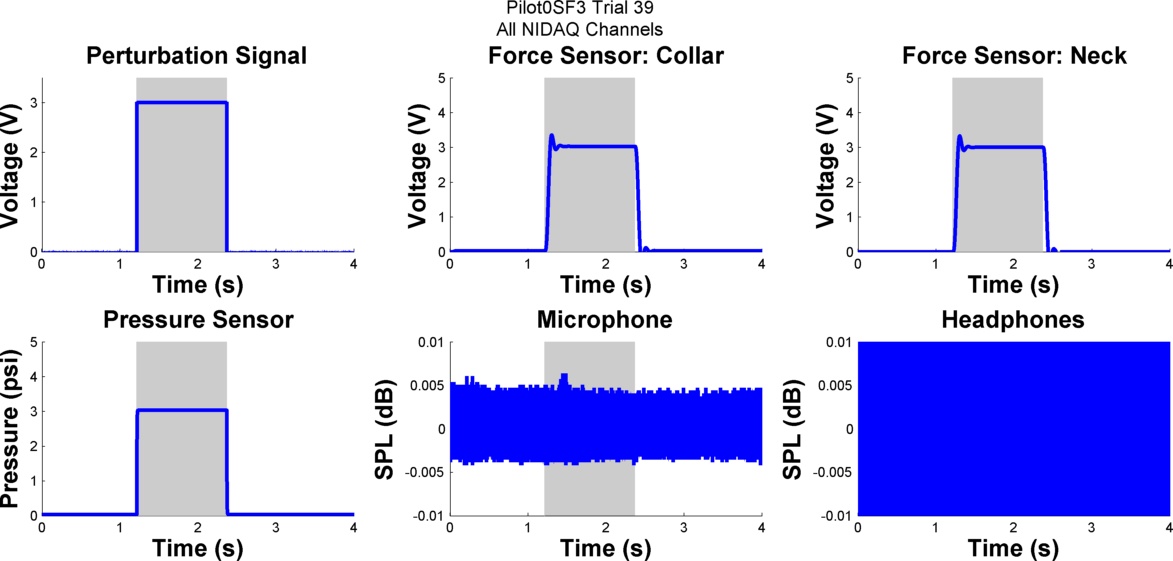 Pilot0SF3 Trial 39
All NIDAQ Channels
Perturbation Signal
Voltage (V)
3
2
1
0
0 1 2 3 4
Time (s)
Force Sensor: Collar
Voltage (V)
5
4
3
2
1
0
0 1 2 3 4
Time (s)
Force Sensor: Neck
Voltage (V)
5
4
3
2
1
0
0 1 2 3 4
Time (s)
Pressure Sensor
Pressure (psi)
5
4
3
2
1
0
0 1 2 3 4
Time (s)
Microphone
SPL (dB)
0.01
0.005
0
-0.005
-0.01
0 1 2 3 4
Time (s)
Headphones
SPL (dB)
0.01
0.005
0
-0.005
-0.01
0 1 2 3 4
Time (s)